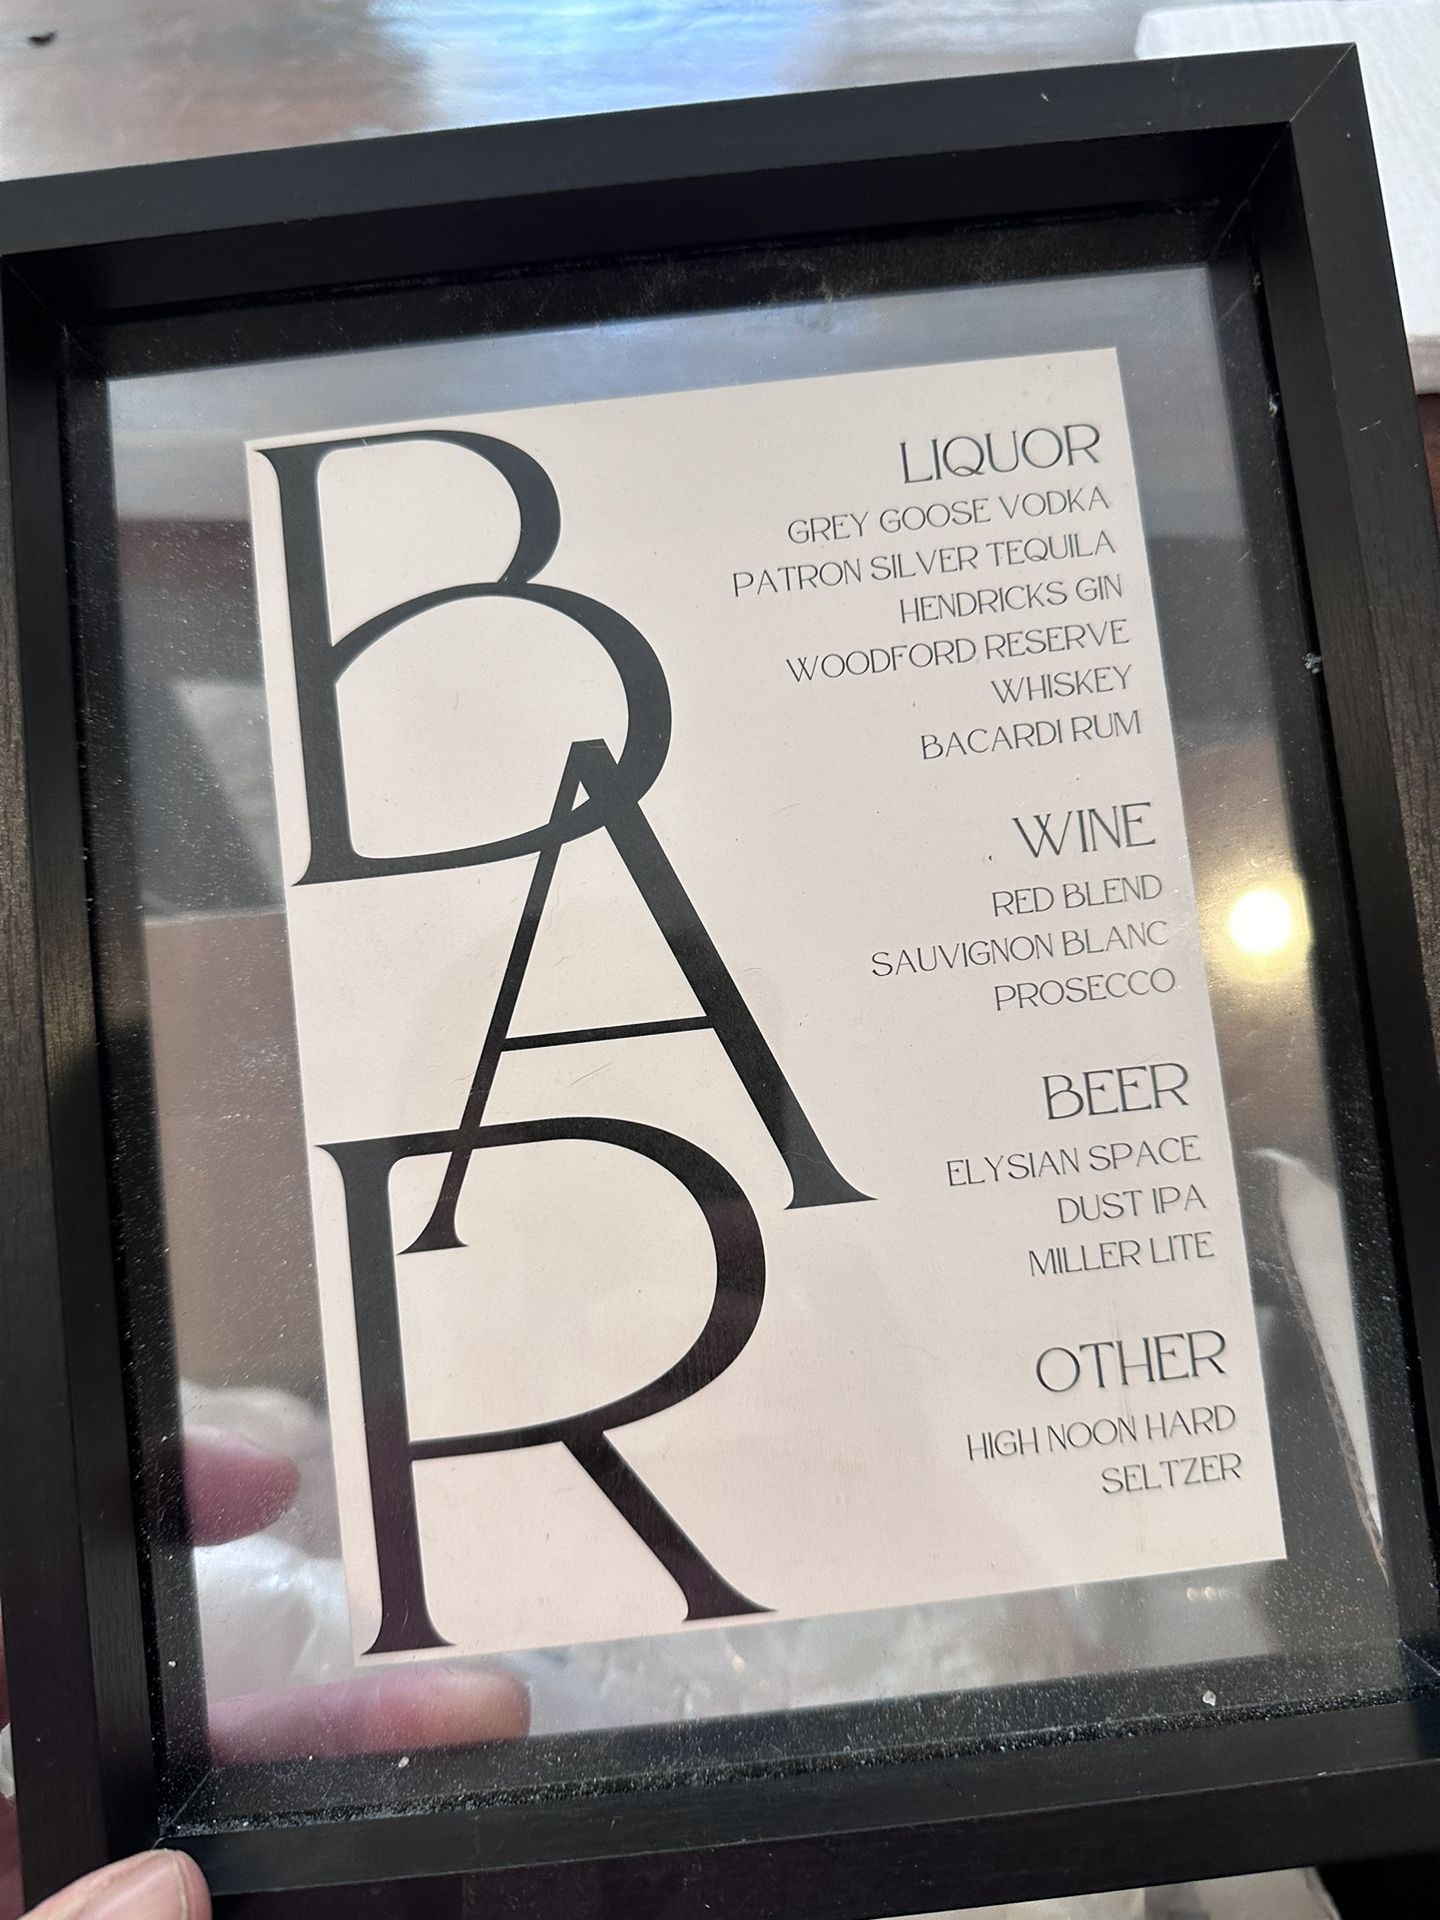 BAR
LIQUOR
GREY GOOSE VODKA
PATRON SILVER TEQUILA
HENDRICKS GIN
WOODFORD RESERVE
WHISKEY
BACARDI RUM
WINE
RED BLEND
SAUVIGNON BLANC
PROSECCO
BEER
ELYSIAN SPACE
DUST IPA
MILLER LITE
OTHER
HIGH NOON HARD
SELTZER